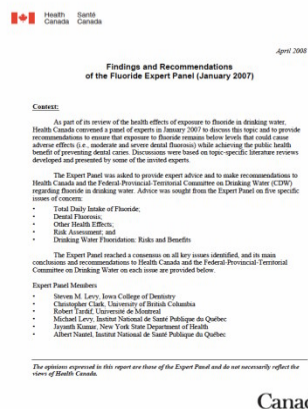 Health Santé
Canada Canada
April 2008
Findings and Recommendations
of the Fluoride Expert Panel (January 2007)
Context:
As part of its review of the health effects of exposure to fluoride in drinking water,
Health Canada convened a panel of experts in January 2007 to discuss this topic and to provide
recommendations to ensure that exposure to fluoride remains below levels that could cause
adverse effects (i.e., moderate and severe dental fluorosis) while achieving the public health
benefit of preventing dental caries. Discussions were based on topic-specific literature reviews
developed and presented by some of the invited experts.
The Expert Panel was asked to provide expert advice and to make recommendations to
Health Canada and the Federal-Provincial-Territorial Committee on Drinking Water (CDW)
regarding fluoride in drinking water. Advice was sought from the Expert Panel on five specific
issues of concern:
• Total Daily Intake of Fluoride;
• Dental Fluorosis;
• Other Health Effects;
• Risk Assessment; and
• Drinking Water Fluoridation: Risks and Benefits
The Expert Panel reached a consensus on all key issues identified, and its main
conclusions and recommendations to Health Canada and the Federal-Provincial-Territorial
Committee on Drinking Water on each issue are provided below.
Expert Panel Members
• Steven M. Levy, Iowa College of Dentistry
• Christopher Clark, University of British Columbia
• Robert Tardif, Université de Montreal
• Michael Levy, Institut National de Santé Publique du Québec
• Jayanth Kumar, New York State Department of Health
• Albert Nantel, Institut National de Santé Publique du Québec
The opinions expressed in this report are those of the Expert Panel and do not necessarily reflect the
views of Health Canada.
Canad